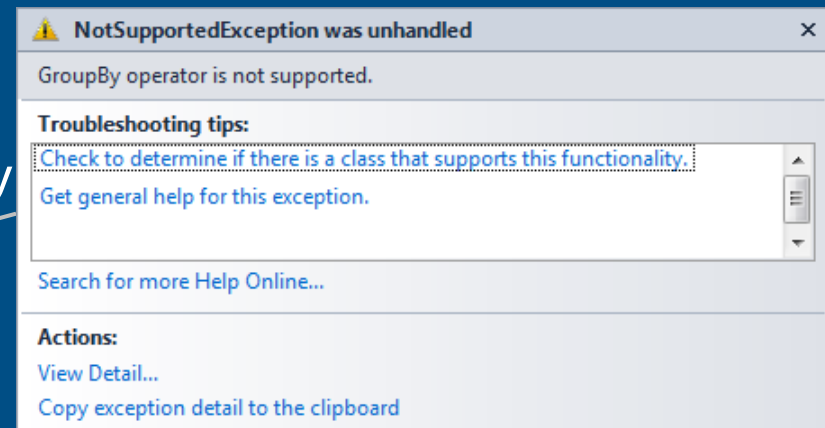 NotSupportedException was unhandled
GroupBy operator is not supported.
Troubleshooting tips:
Check to determine if there is a class that supports this functionality.
Get general help for this exception.
Search for more Help Online...
Actions:
View Detail...
Copy exception detail to the clipboard